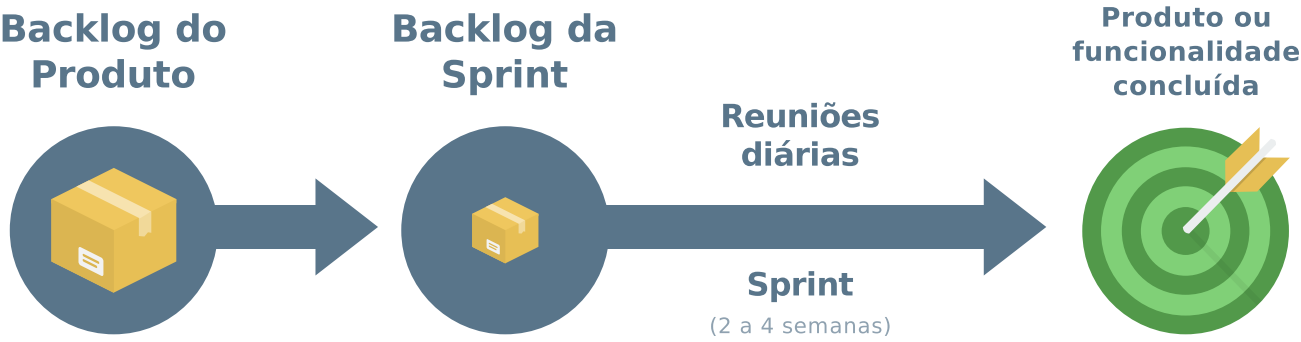 Backlog do
Produto
Backlog da
Sprint
Reuniões
diárias
Sprint
(2 a 4 semanas)
Produto ou
funcionalidade
concluída